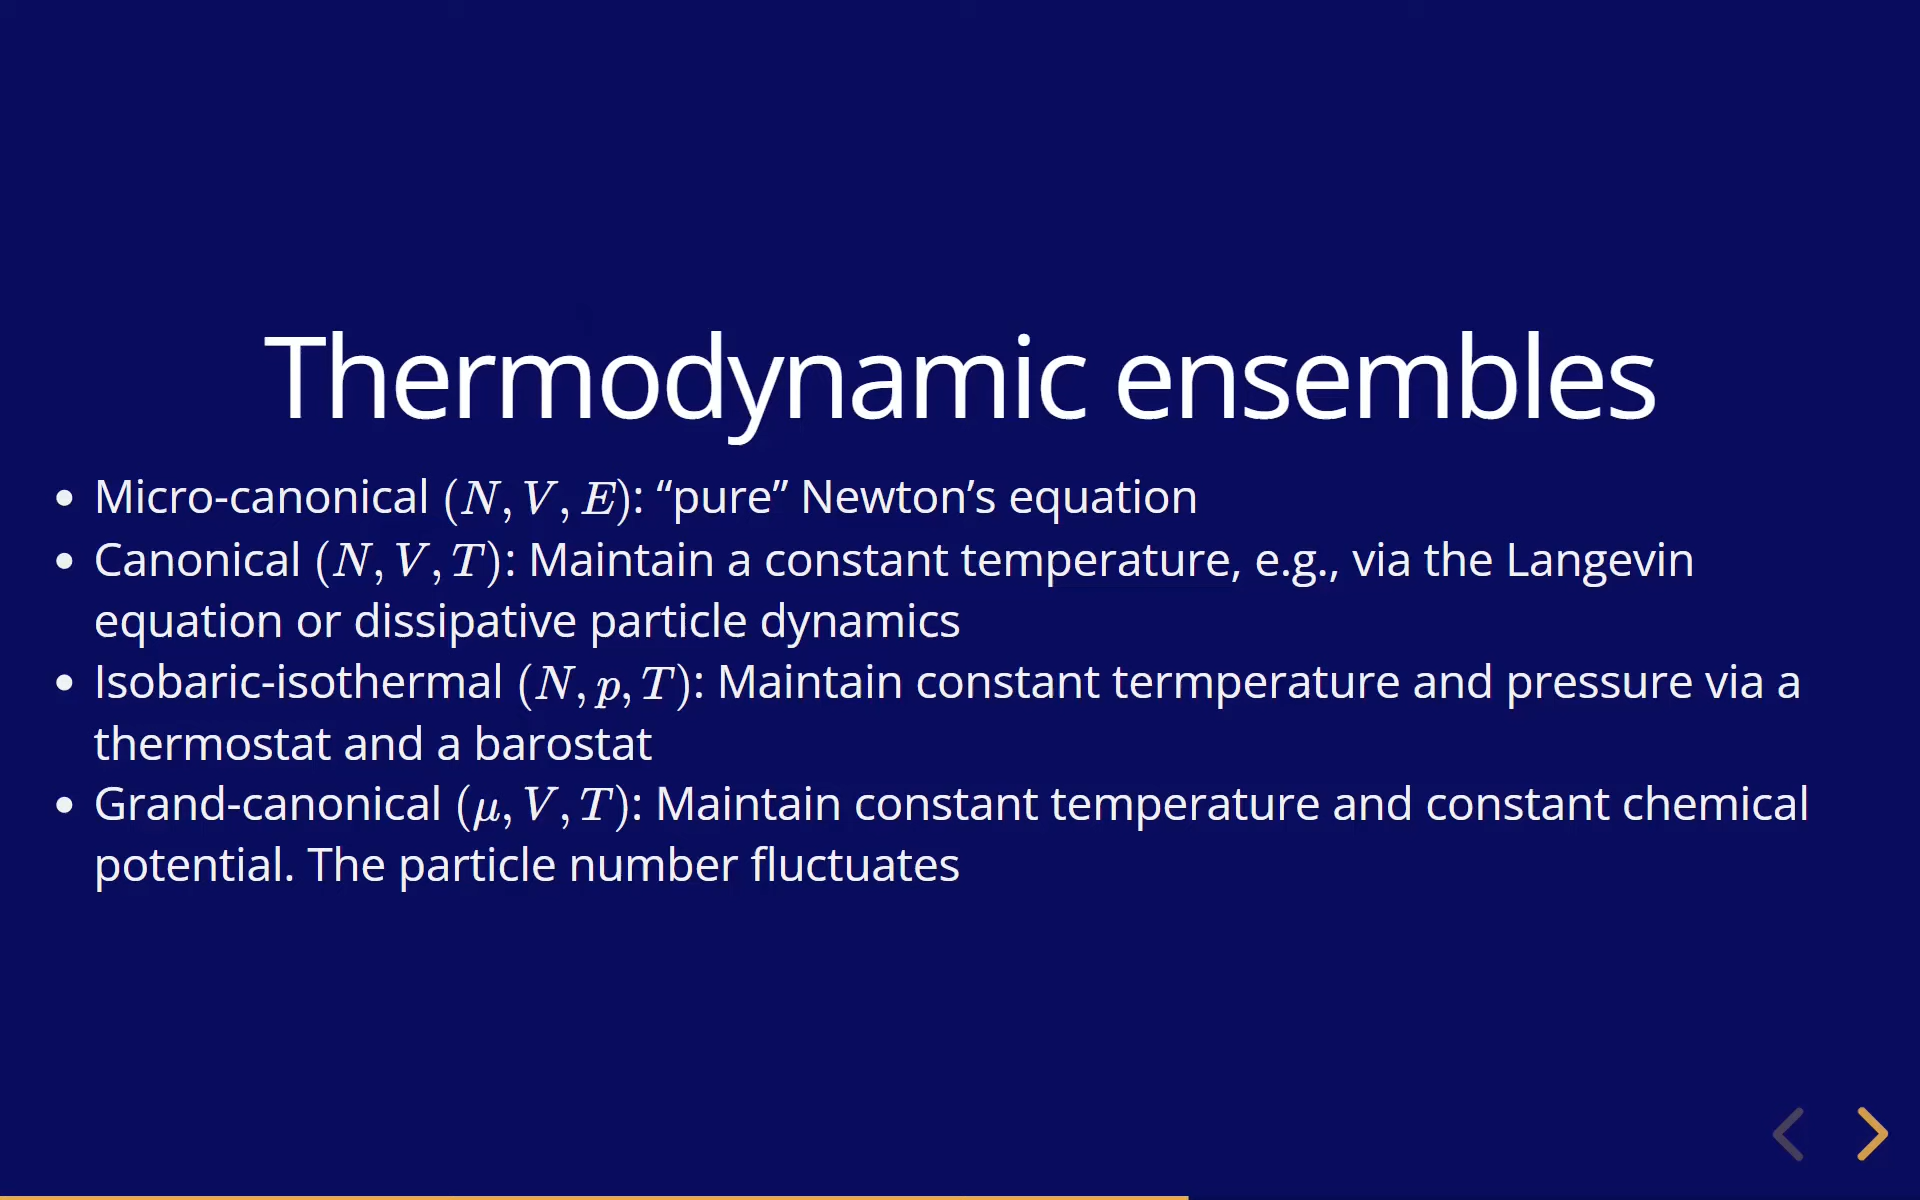 Thermodynamic ensembles
• Micro-canonical (N, V, E): “pure” Newton’s equation
• Canonical (N, V, T): Maintain a constant temperature, e.g., via the Langevin
equation or dissipative particle dynamics
• Isobaric-isothermal (N, p, T): Maintain constant termperature and pressure via a
thermostat and a barostat
• Grand-canonical (μ, V, T): Maintain constant temperature and constant chemical
potential. The particle number fluctuates